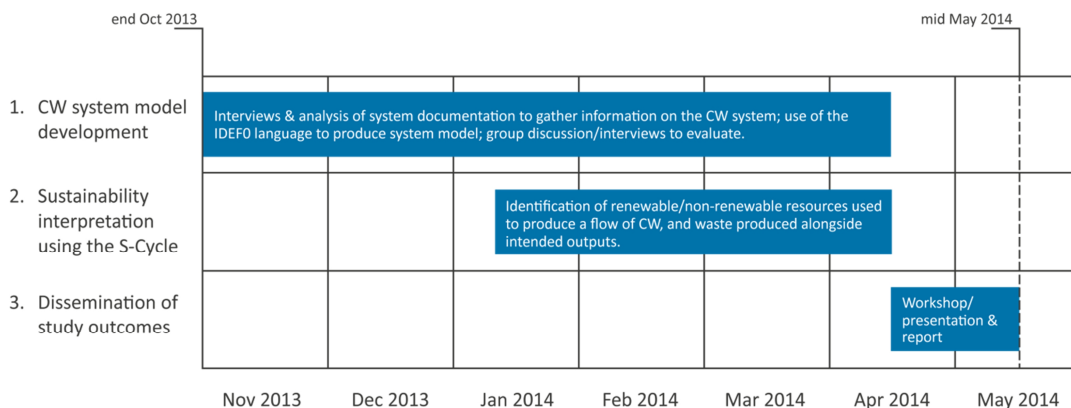 end Oct 2013
mid May 2014
1. CW system model
development
Interviews & analysis of system documentation to gather information on the CW system; use of the
IDEF0 language to produce system model; group discussion/interviews to evaluate.
2. Sustainability
interpretation
using the S-Cycle
Identification of renewable/non-renewable resources used
to produce a flow of CW, and waste produced alongside
intended outputs.
3. Dissemination of
study outcomes
Workshop/
presentation &
report
Nov 2013
Dec 2013
Jan 2014
Feb 2014
Mar 2014
Apr 2014
May 2014